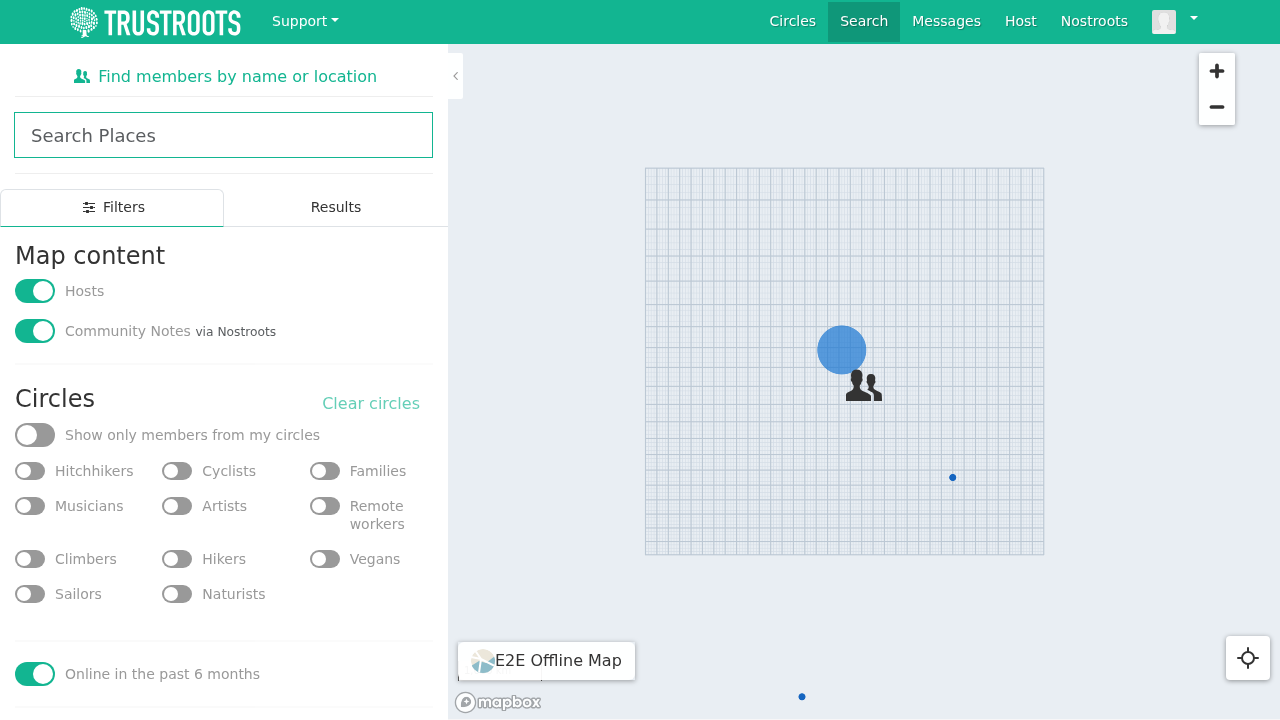 TRUSTROOTS
Support
Circles
Search
Messages
Host
Nostroots
Find members by name or location
Search Places
Filters
Results
Map content
Hosts
Community Notes via Nostroots
Circles
Clear circles
Show only members from my circles
Hitchhikers
Cyclists
Families
Musicians
Artists
Remote
workers
Climbers
Hikers
Vegans
Sailors
Naturists
Online in the past 6 months
E2E Offline Map
mapbox